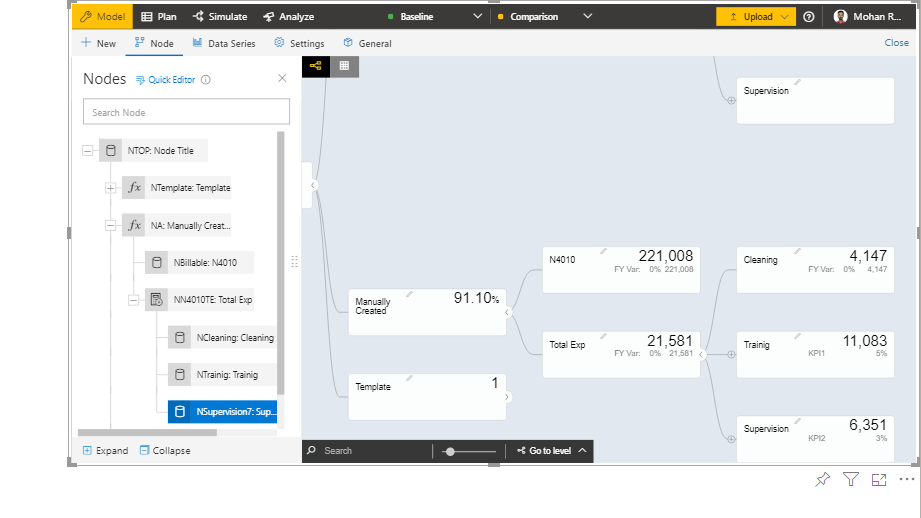 Model Plan Simulate Analyze Baseline Comparison Upload Mohan R...
New Node Data Series Settings General Close
Nodes Quick Editor
Search Node
NTOP: Node Title
NTemplate: Template
NA: Manually Creat...
NBillable: N4010
NN4010TE: Total Exp
NCleaning: Cleaning
NTrainig: Trainig
NSupervision7: Sup...
Expand Collapse
Supervision
Manually
Created
91.10%
Template 1
N4010 221,008
FY Var: 0% 221,008
Total Exp 21,581
FY Var: 0% 21,581
Cleaning 4,147
FY Var: 0% 4,147
Trainig 11,083
KPI1 5%
Supervision 6,351
KPI2 3%
Search Go to level